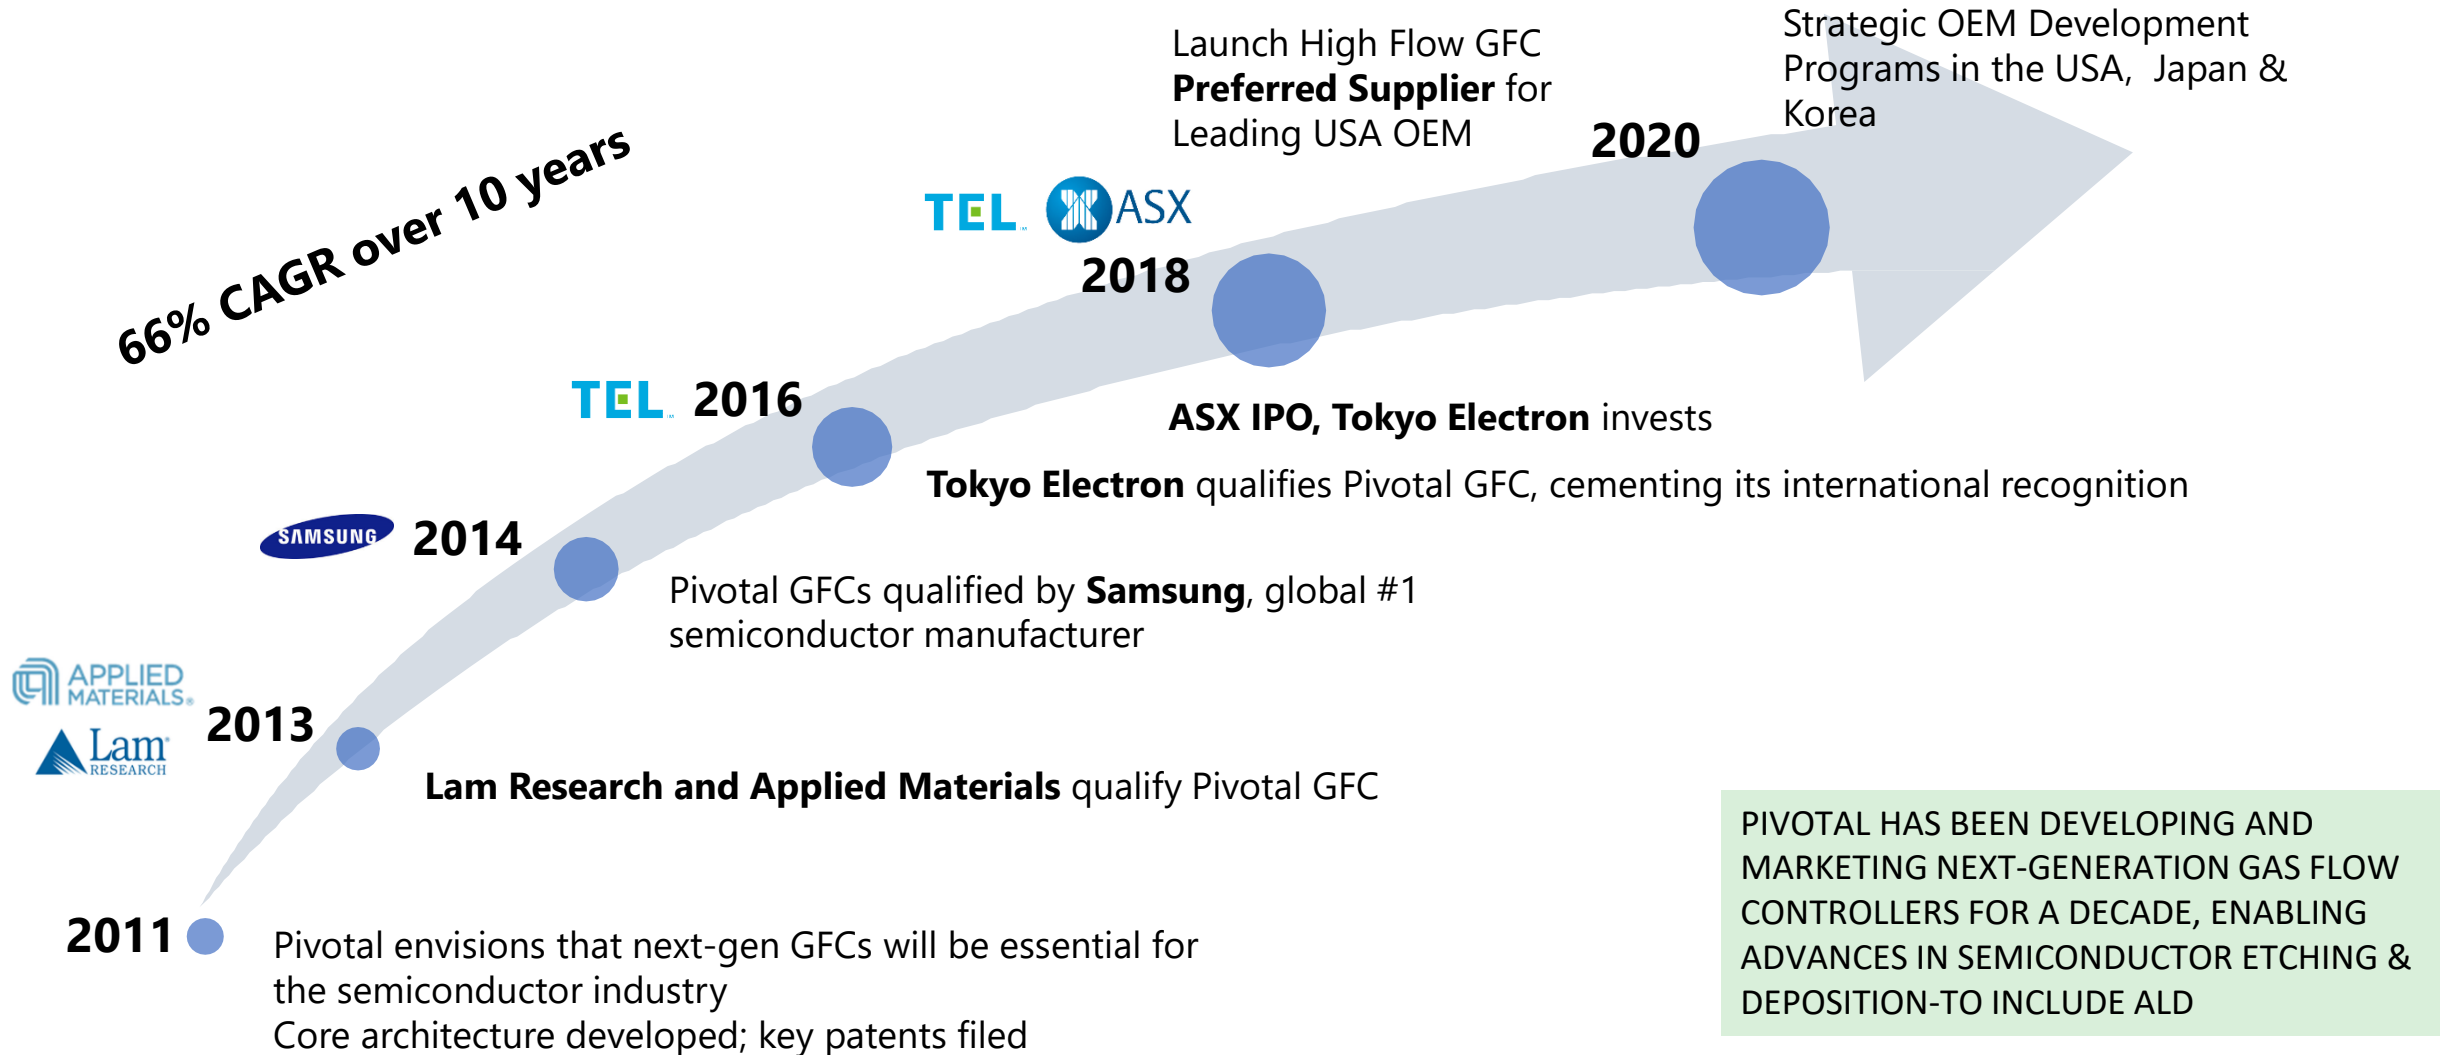 Launch High Flow GFC
Preferred Supplier for
Leading USA OEM
Strategic OEM Development
Programs in the USA, Japan &
Korea
2020
66% CAGR over 10 years
TEL
ASX
2018
ASX IPO, Tokyo Electron invests
TEL
2016
Tokyo Electron qualifies Pivotal GFC, cementing its international recognition
SAMSUNG
2014
Pivotal GFCs qualified by Samsung, global #1
semiconductor manufacturer
APPLIED
MATERIALS®
Lam
RESEARCH
2013
Lam Research and Applied Materials qualify Pivotal GFC
2011
Pivotal envisions that next-gen GFCs will be essential for
the semiconductor industry
Core architecture developed; key patents filed
PIVOTAL HAS BEEN DEVELOPING AND
MARKETING NEXT-GENERATION GAS FLOW
CONTROLLERS FOR A DECADE, ENABLING
ADVANCES IN SEMICONDUCTOR ETCHING &
DEPOSITION-TO INCLUDE ALD